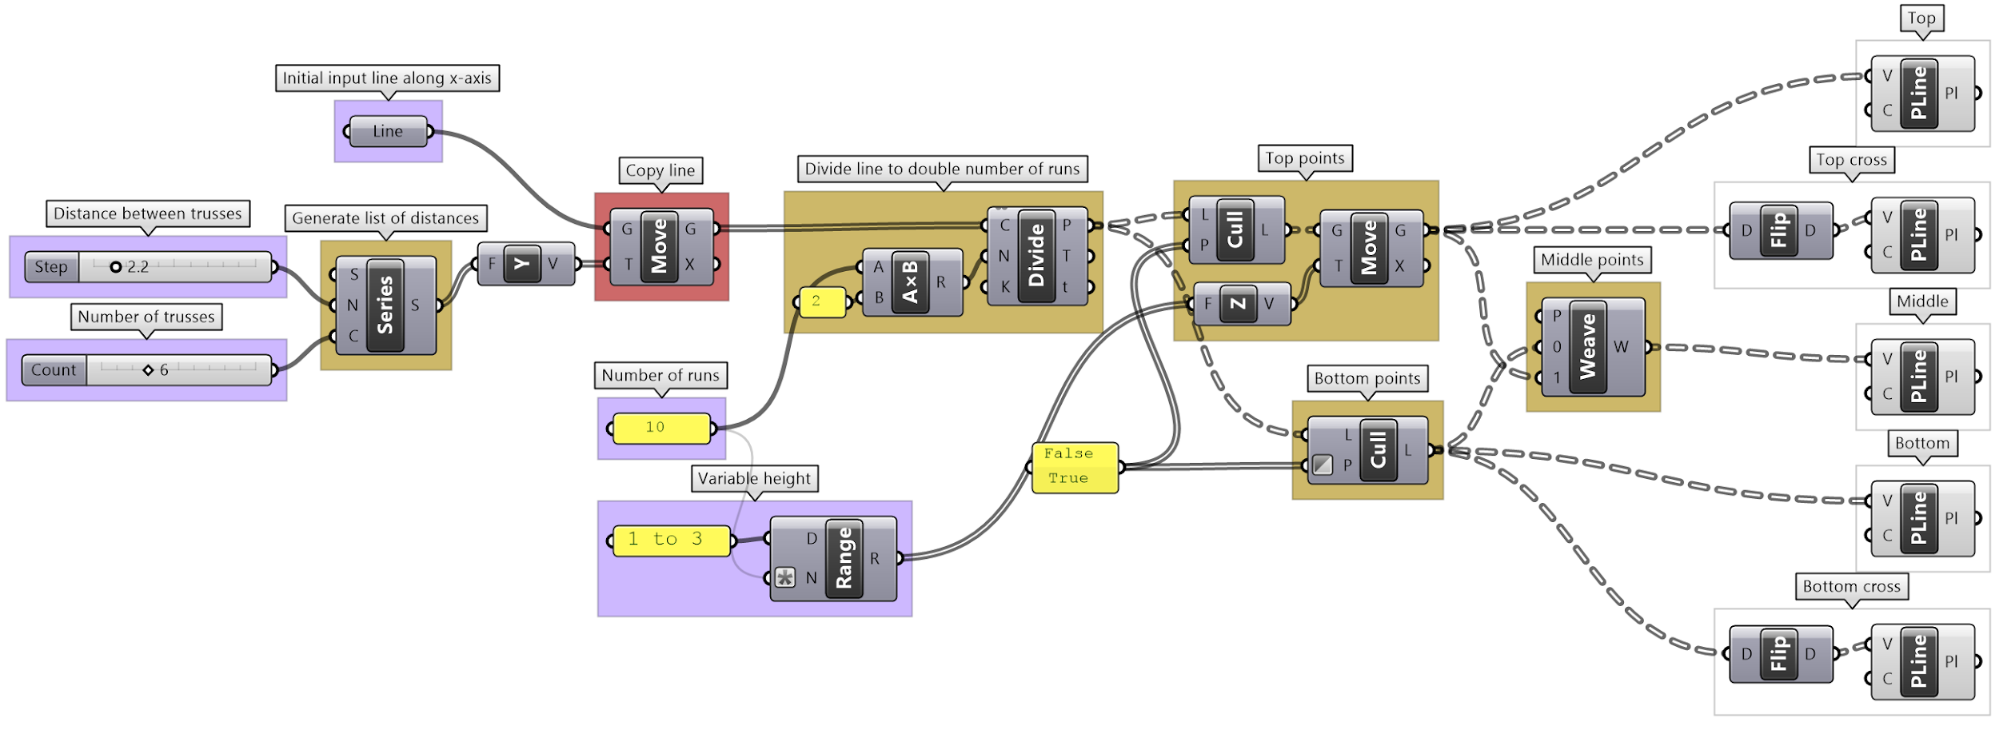 Initial input line along x-axis
Line
Distance between trusses
Step 2.2
Number of trusses
Count 6
Generate list of distances
S
N
C
Series
S
F
Y
V
Copy line
G
T
Move
G
X
Divide line to double number of runs
2
A
B
A×B
R
C
N
K
Divide
P
T
t
Number of runs
10
Variable height
1 to 3
D
N
Range
R
False
True
Top points
L
P
Cull
L
G
T
Move
G
X
F
Z
V
Bottom points
L
P
Cull
L
Middle points
P
0
1
Weave
W
Top
V
C
PLine
Pl
Top cross
D
Flip
D
V
C
PLine
Pl
Middle
V
C
PLine
Pl
Bottom
V
C
PLine
Pl
Bottom cross
D
Flip
D
V
C
PLine
Pl